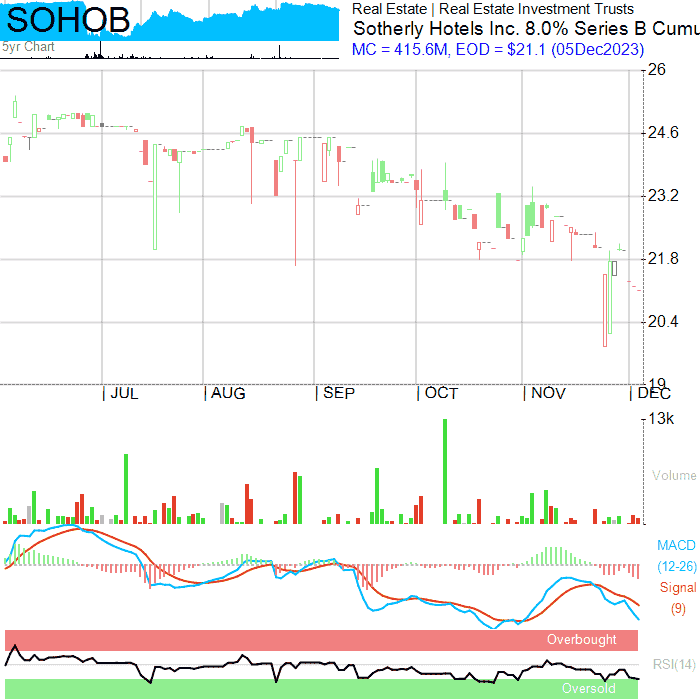 SOHOB
5yr Chart
Real Estate | Real Estate Investment Trusts
Sotherly Hotels Inc. 8.0% Series B Cumu
MC = 415.6M, EOD = $21.1 (05Dec2023)
26
24.6
23.2
21.8
20.4
19
| JUL | AUG | SEP | OCT | NOV | DEC
13k
Volume
MACD
(12-26)
Signal
(9)
Overbought
RSI(14)
Oversold